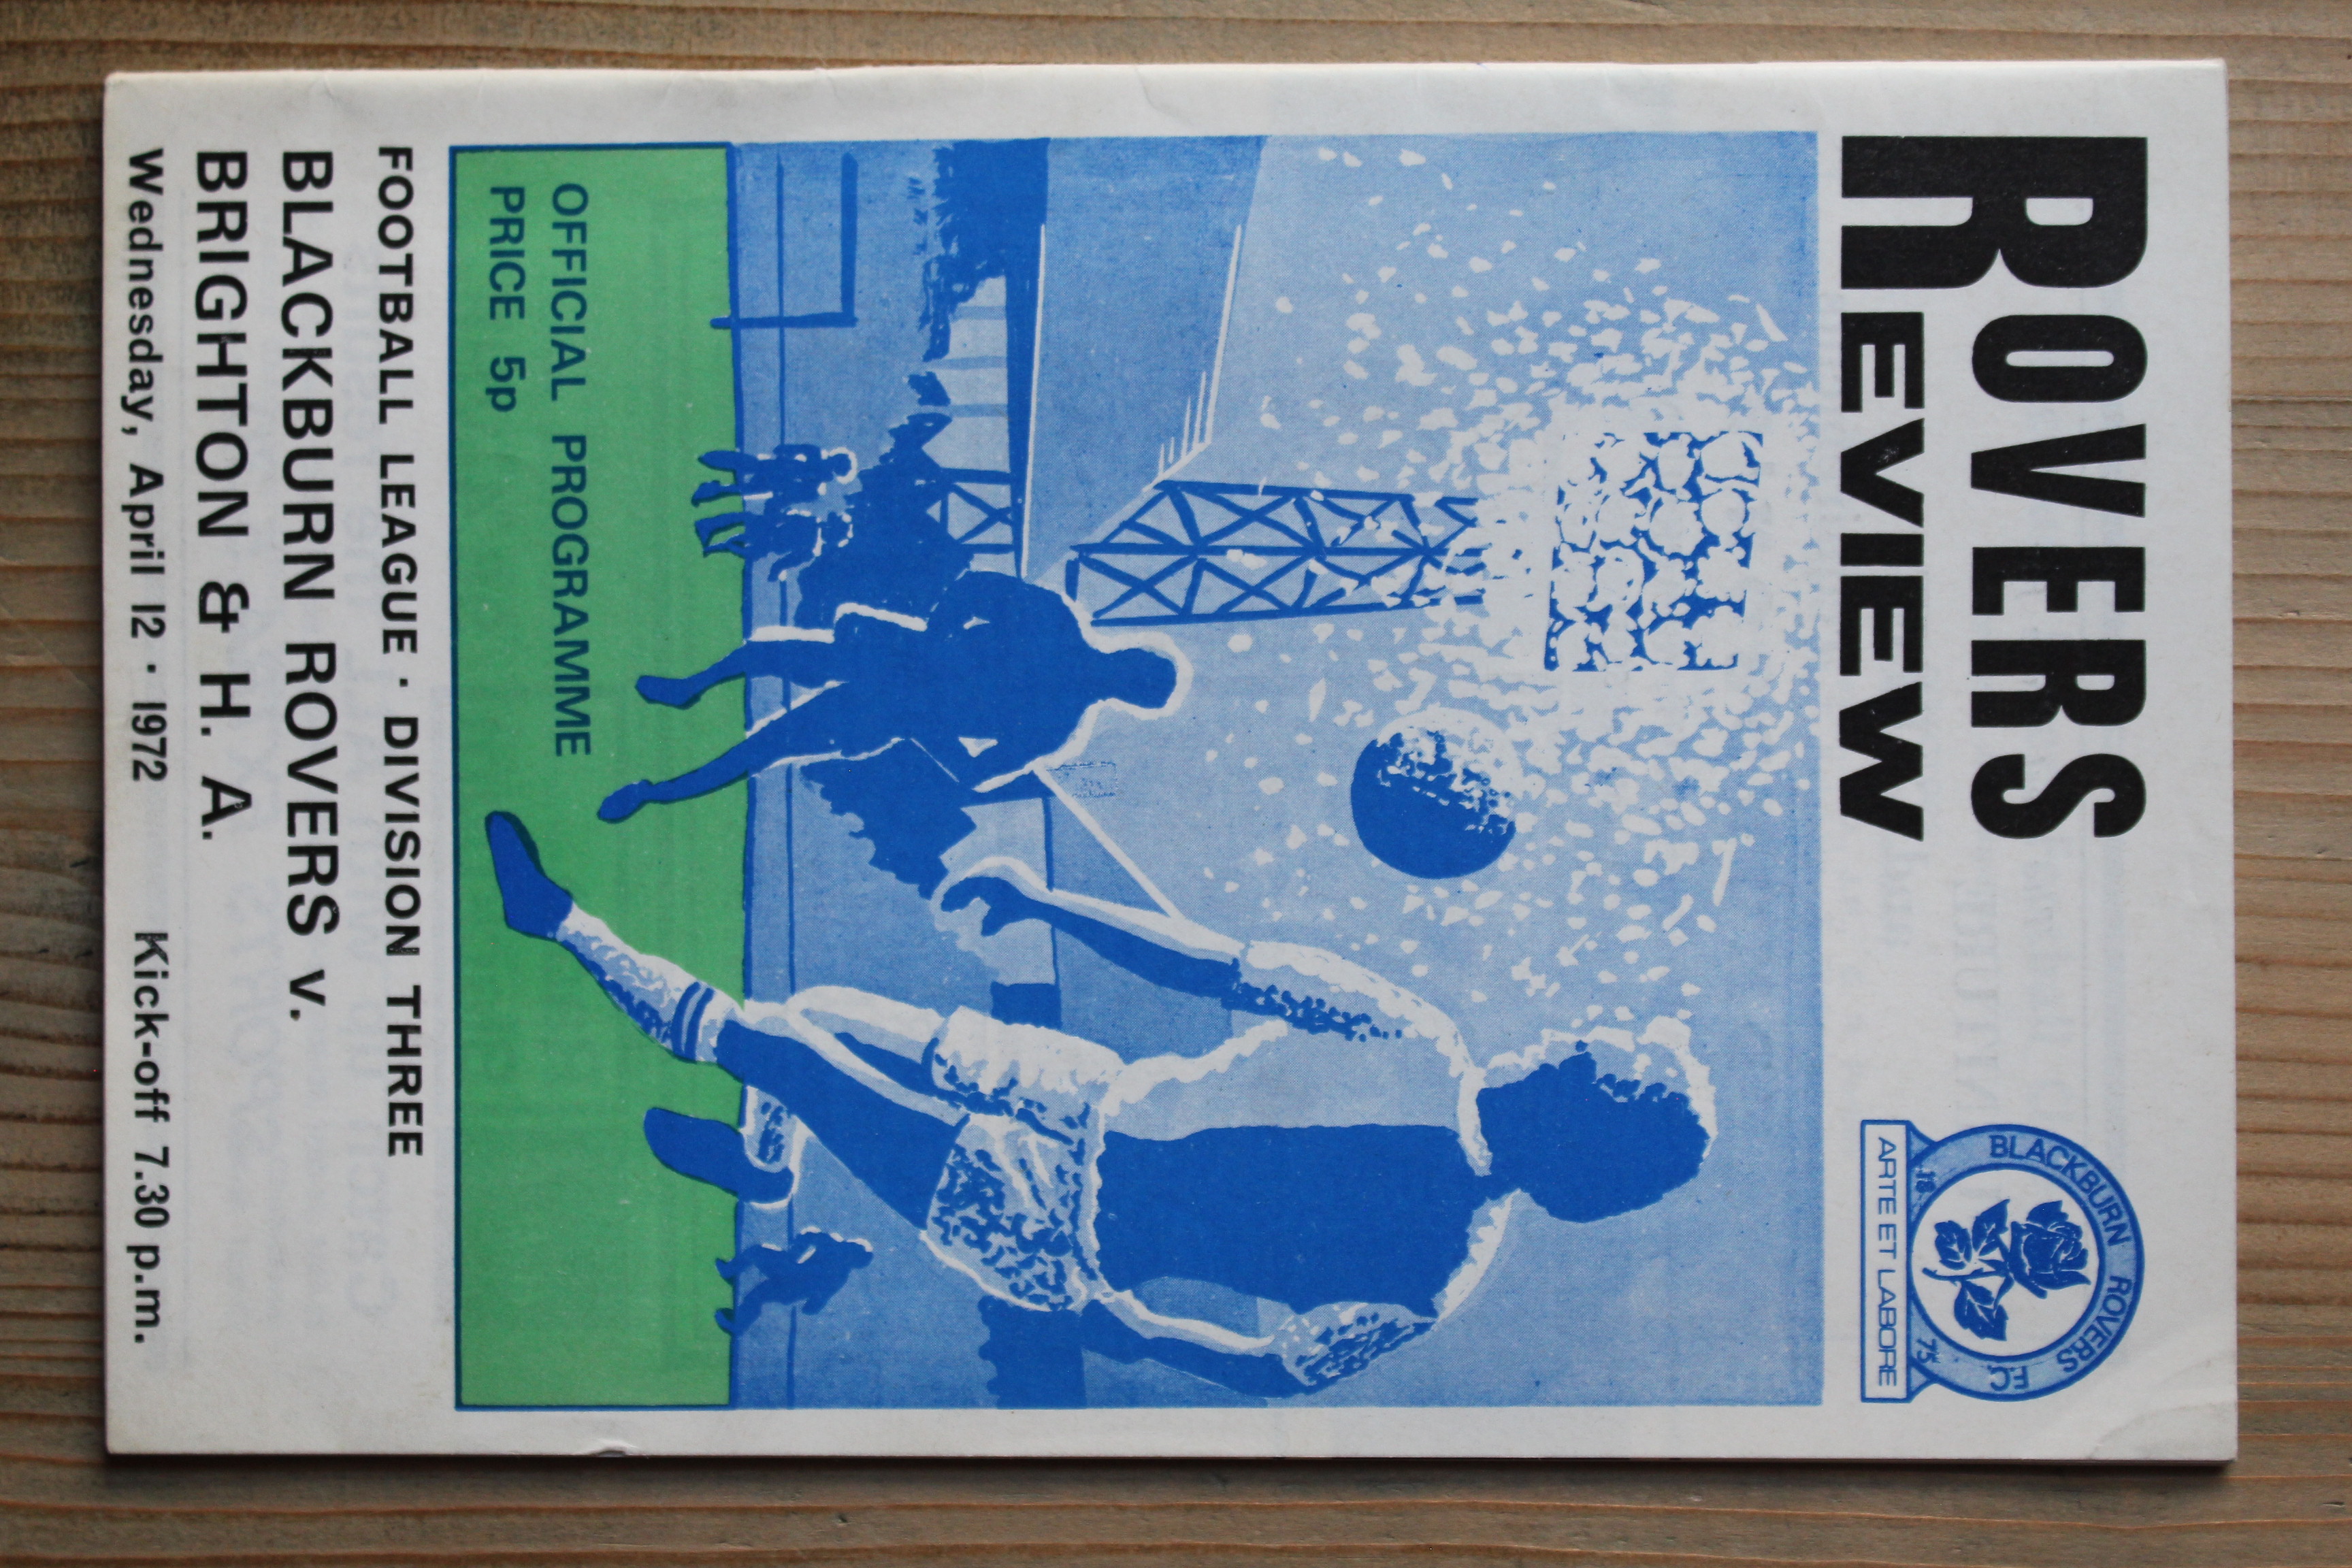 ROVERS
REVIEW
BLACKBURN ROVERS F.C.
18 75
ARTE ET LABORE
OFFICIAL PROGRAMME
PRICE 5p
FOOTBALL LEAGUE · DIVISION THREE
BLACKBURN ROVERS v.
BRIGHTON & H. A.
Wednesday, April 12 · 1972 Kick-off 7.30 p.m.